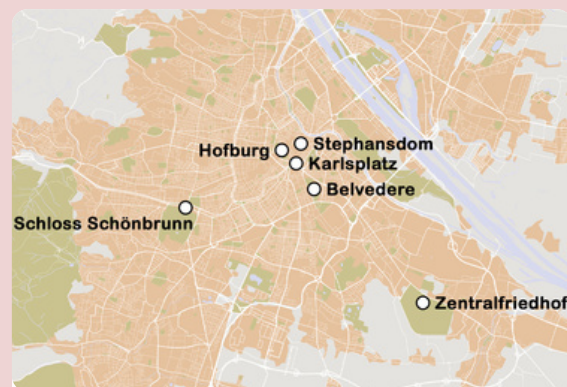 Stephansdom
Hofburg
Karlsplatz
Belvedere
Schloss Schönbrunn
Zentralfriedhof